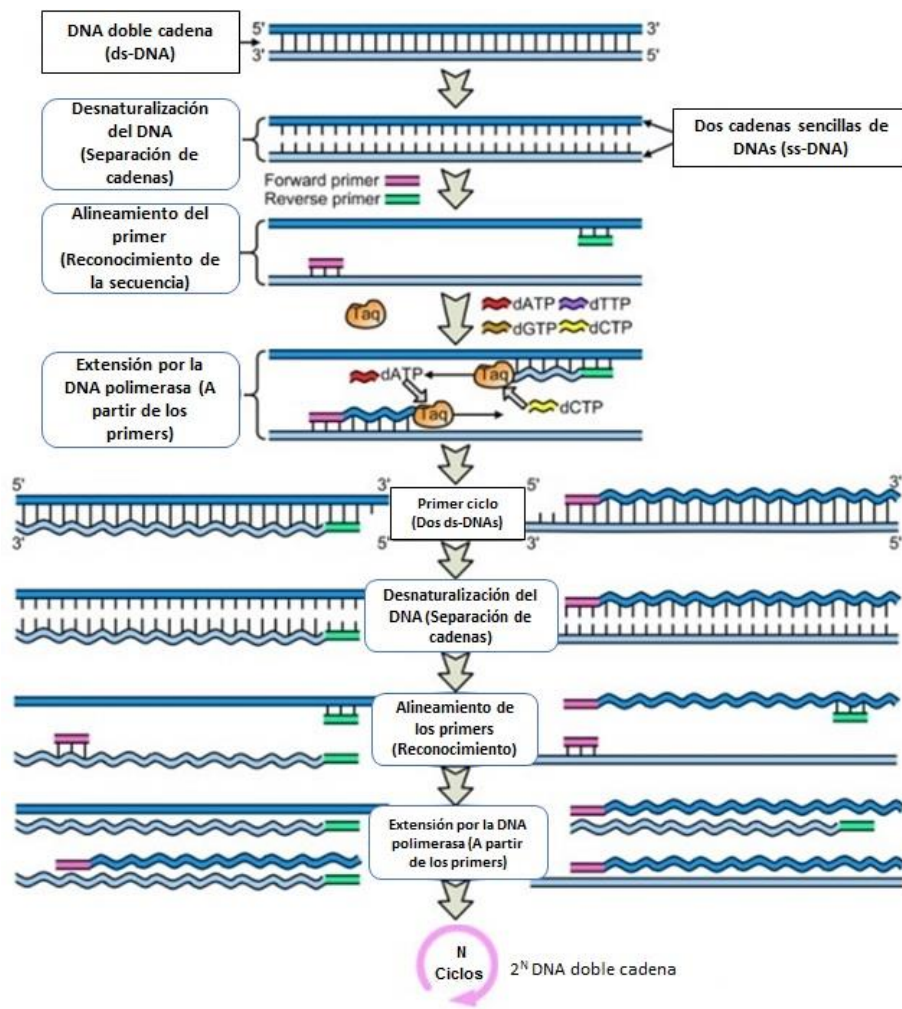 DNA doble cadena
(ds-DNA)
5'
3'
3'
5'
Desnaturalización
del DNA
(Separación de
cadenas)
Dos cadenas sencillas de
DNAs (ss-DNA)
Forward primer
Reverse primer
Alineamiento del
primer
(Reconocimiento de
la secuencia)
Taq
dATP
dTTP
dGTP
dCTP
Extensión por la
DNA polimerasa (A
partir de los
primers)
dATP
Taq
Taq
dCTP
5'
3'
3'
5'
Primer ciclo
(Dos ds-DNAs)
5'
3'
3'
5'
Desnaturalización del
DNA (Separación de
cadenas)
Alineamiento de
los primers
(Reconocimiento)
Extensión por la DNA
polimerasa (A partir
de los primers)
N
Ciclos
2^N DNA doble cadena